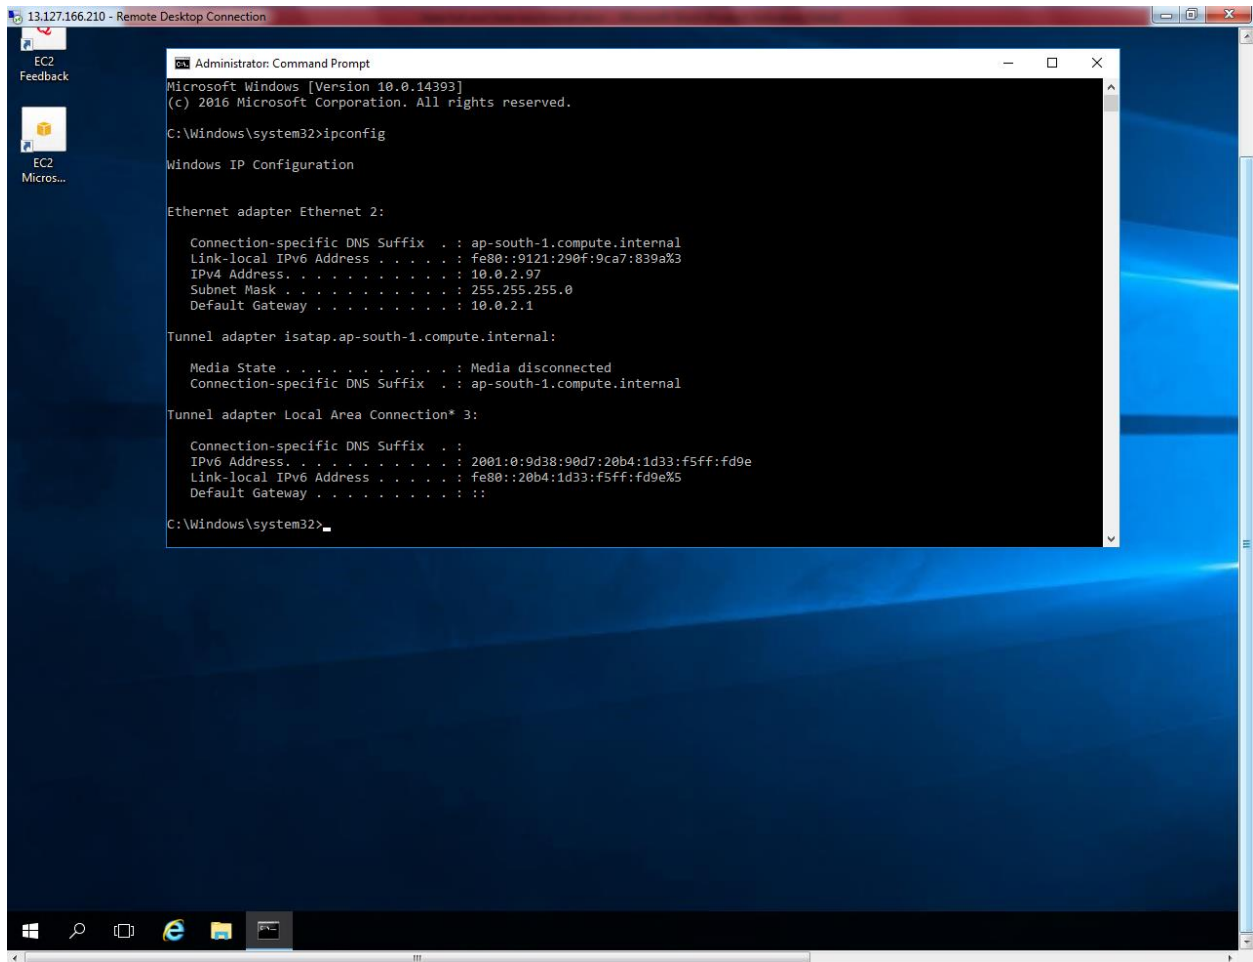 13.127.166.210 - Remote Desktop Connection
EC2
Feedback
EC2
Micros...
Administrator: Command Prompt
Microsoft Windows [Version 10.0.14393]
(c) 2016 Microsoft Corporation. All rights reserved.
C:\Windows\system32>ipconfig
Windows IP Configuration
Ethernet adapter Ethernet 2:
Connection-specific DNS Suffix  . : ap-south-1.compute.internal
Link-local IPv6 Address . . . . . : fe80::9121:290f:9ca7:839a%3
IPv4 Address. . . . . . . . . . . : 10.0.2.97
Subnet Mask . . . . . . . . . . . : 255.255.255.0
Default Gateway . . . . . . . . . : 10.0.2.1
Tunnel adapter isatap.ap-south-1.compute.internal:
Media State . . . . . . . . . . . : Media disconnected
Connection-specific DNS Suffix  . : ap-south-1.compute.internal
Tunnel adapter Local Area Connection* 3:
Connection-specific DNS Suffix  . :
IPv6 Address. . . . . . . . . . . : 2001:0:9d38:90d7:20b4:1d33:f5ff:fd9e
Link-local IPv6 Address . . . . . : fe80::20b4:1d33:f5ff:fd9e%5
Default Gateway . . . . . . . . . : ::
C:\Windows\system32>